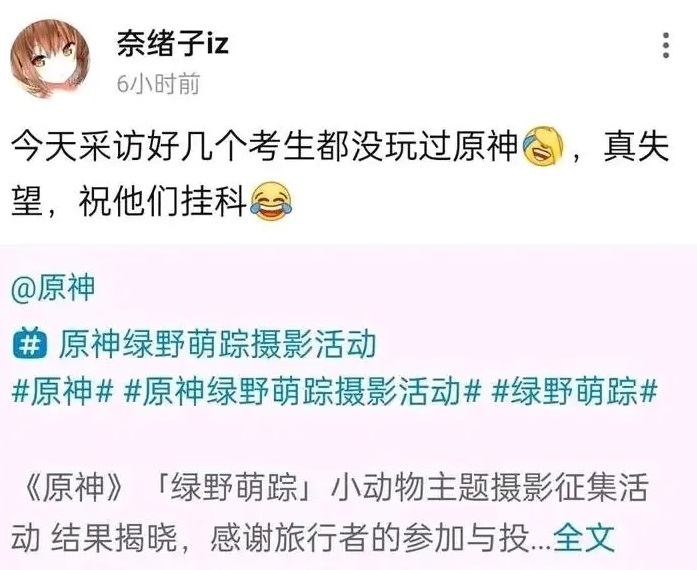 奈绪子iz
6小时前
今天采访好几个考生都没玩过原神，真失
望，祝他们挂科
@原神
# 原神绿野萌踪摄影活动
#原神# #原神绿野萌踪摄影活动# #绿野萌踪#
《原神》「绿野萌踪」小动物主题摄影征集活
动 结果揭晓，感谢旅行者的参加与投...全文